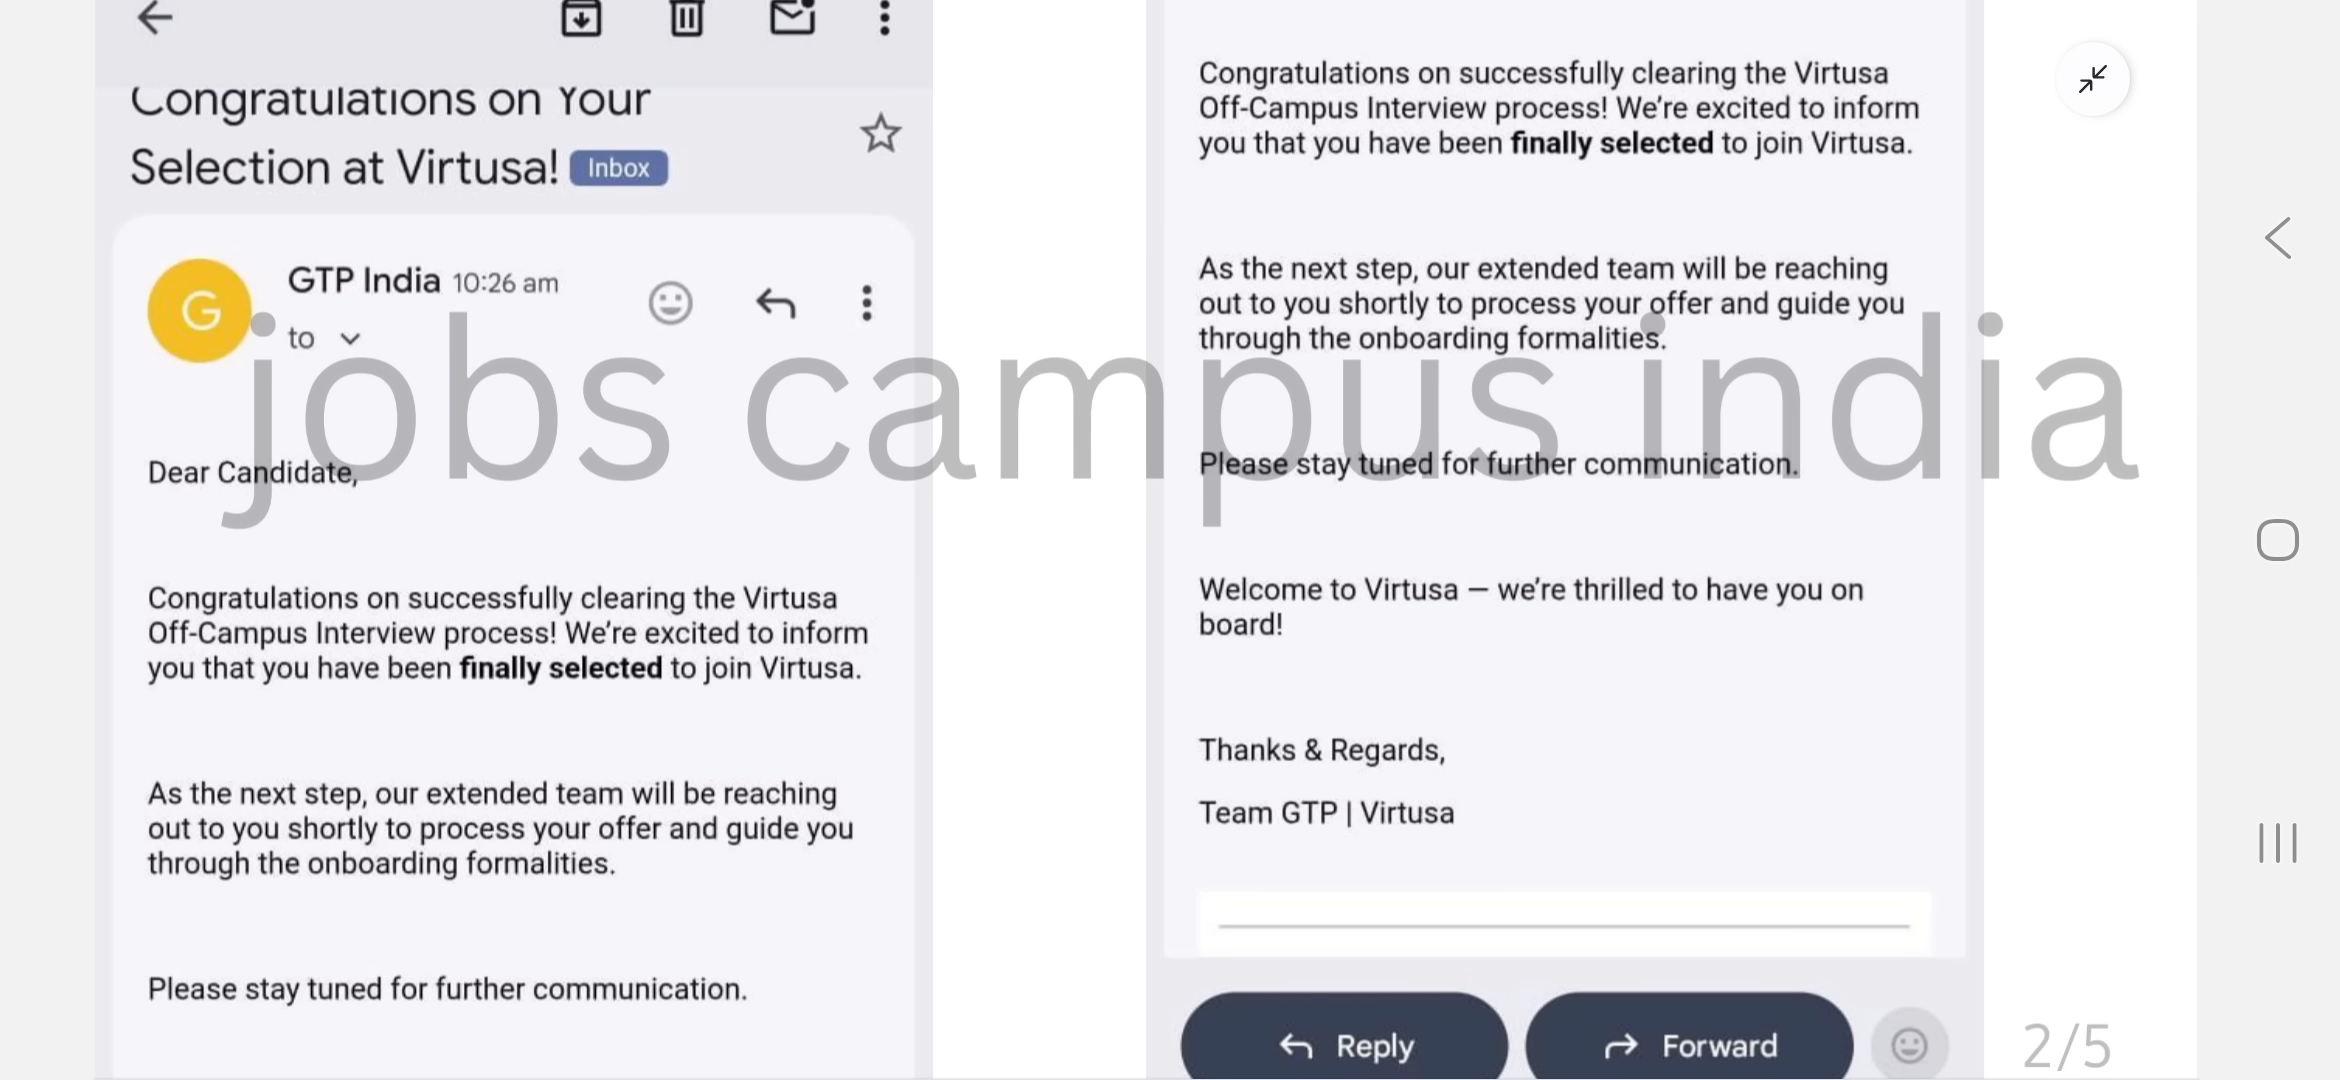 Congratulations on Your
Selection at Virtusa! Inbox
G
GTP India 10:26 am
to
Dear Candidate,
Congratulations on successfully clearing the Virtusa
Off-Campus Interview process! We’re excited to inform
you that you have been finally selected to join Virtusa.
As the next step, our extended team will be reaching
out to you shortly to process your offer and guide you
through the onboarding formalities.
Please stay tuned for further communication.
Congratulations on successfully clearing the Virtusa
Off-Campus Interview process! We’re excited to inform
you that you have been finally selected to join Virtusa.
As the next step, our extended team will be reaching
out to you shortly to process your offer and guide you
through the onboarding formalities.
Please stay tuned for further communication.
Welcome to Virtusa – we’re thrilled to have you on
board!
Thanks & Regards,
Team GTP | Virtusa
Reply
Forward
jobs campus india
2/5